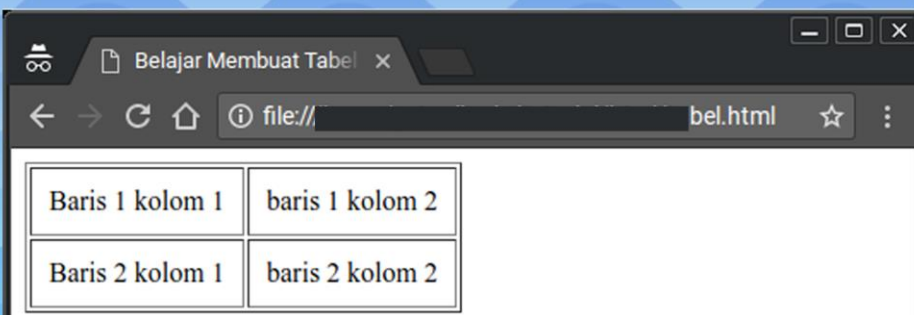 Belajar Membuat Tabel
file:// bel.html
Baris 1 kolom 1 baris 1 kolom 2
Baris 2 kolom 1 baris 2 kolom 2